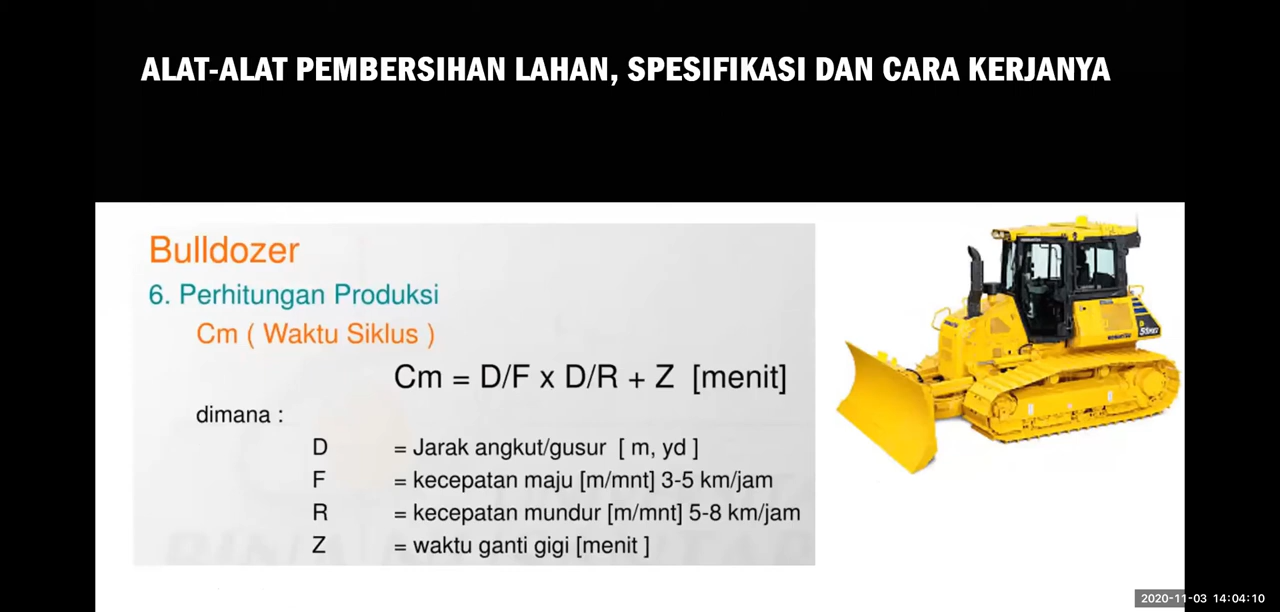 ALAT-ALAT PEMBERSIHAN LAHAN, SPESIFIKASI DAN CARA KERJANYA
Bulldozer
6. Perhitungan Produksi
Cm ( Waktu Siklus )
Cm = D/F x D/R + Z [menit]
dimana :
D = Jarak angkut/gusur [ m, yd ]
F = kecepatan maju [m/mnt] 3-5 km/jam
R = kecepatan mundur [m/mnt] 5-8 km/jam
Z = waktu ganti gigi [menit ]
2020-11-03 14:04:10